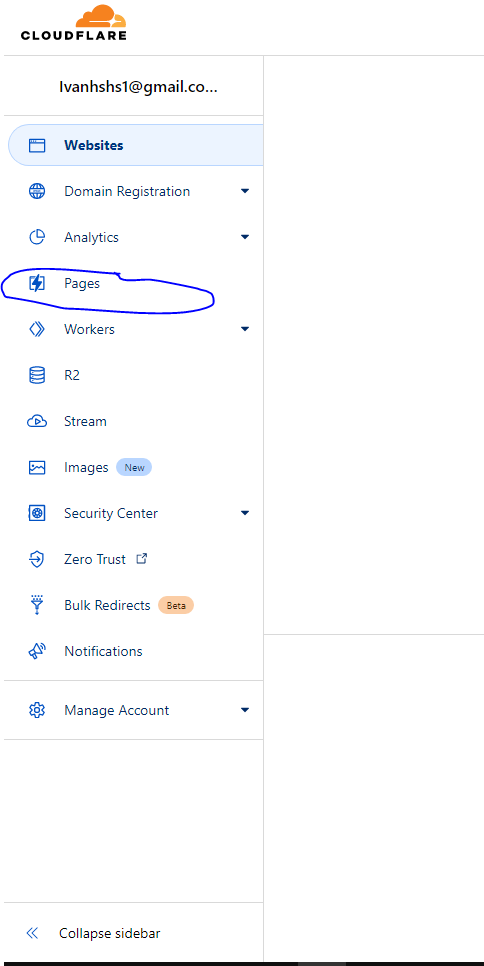 CLOUDFLARE
Ivanhshs1@gmail.co...
Websites
Domain Registration
Analytics
Pages
Workers
R2
Stream
Images New
Security Center
Zero Trust
Bulk Redirects Beta
Notifications
Manage Account
Collapse sidebar